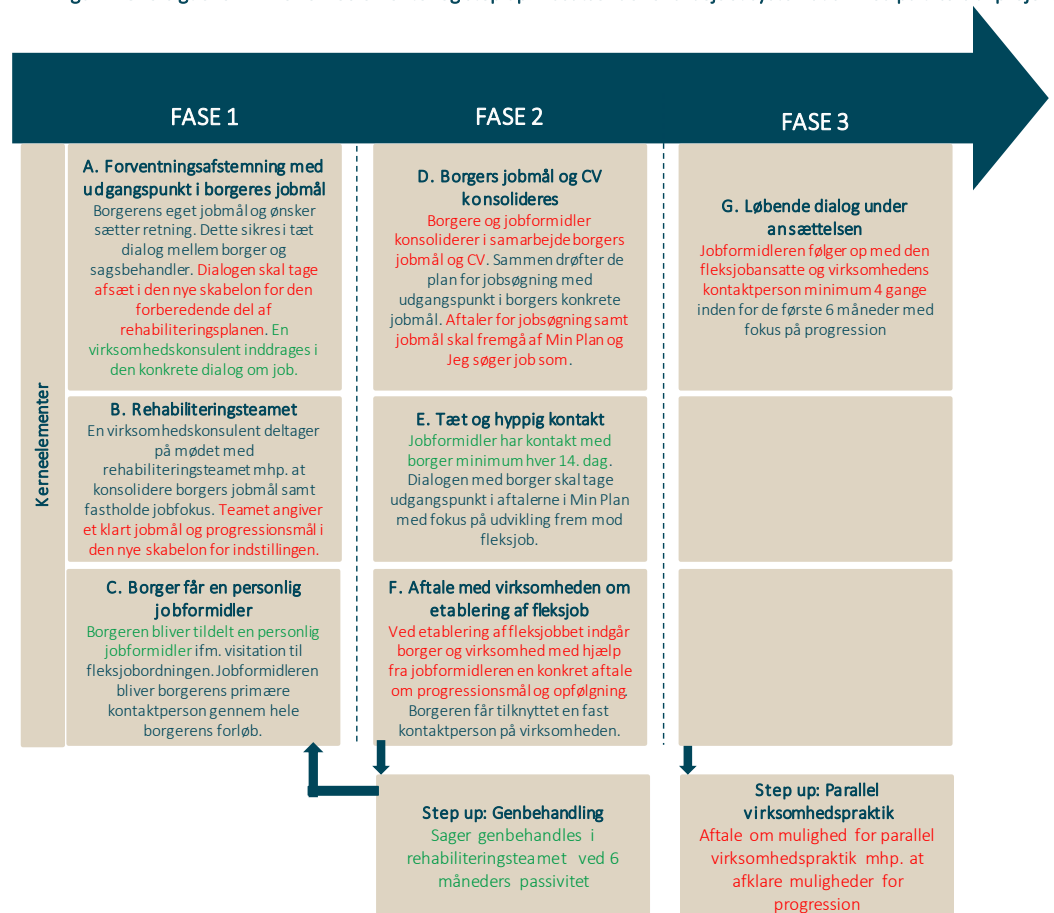 FASE 1
FASE 2
FASE 3
Kerneelementer
A. Forventningsafstemning med
udgangspunkt i borgeres jobmål
Borgerens eget jobmål og ønsker
sætter retning. Dette sikres i tæt
dialog mellem borger og
sagsbehandler. Dialogen skal tage
afsæt i den nye skabelon for den
forberedende del af
rehabiliteringsplanen. En
virksomhedskonsulent inddrages i
den konkrete dialog om job.
B. Rehabiliteringsteamet
En virksomhedskonsulent deltager
på mødet med
rehabiliteringsteamet mhp. at
konsolidere borgers jobmål samt
fastholde jobfokus. Teamet angiver
et klart jobmål og progressionsmål i
den nye skabelon for indstillingen.
C. Borger får en personlig
jobformidler
Borgeren bliver tildelt en personlig
jobformidler ifm. visitation til
fleksjobordningen. Jobformidleren
bliver borgerens primære
kontaktperson gennem hele
borgerens forløb.
D. Borgers jobmål og CV
konsolideres
Borgere og jobformidler
konsoliderer i samarbejde borgers
jobmål og CV. Sammen drøfter de
plan for jobsøgning med
udgangspunkt i borgers konkrete
jobmål. Aftaler for jobsøgning samt
jobmål skal fremgå af Min Plan og
Jeg søger job som.
E. Tæt og hyppig kontakt
Jobformidler har kontakt med
borger minimum hver 14. dag.
Dialogen med borger skal tage
udgangspunkt i aftalerne i Min Plan
med fokus på udvikling frem mod
fleksjob.
F. Aftale med virksomheden om
etablering af fleksjob
Ved etablering af fleksjobbet indgår
borger og virksomhed med hjælp
fra jobformidleren en konkret aftale
om progressionsmål og opfølgning.
Borgeren får tilknyttet en fast
kontaktperson på virksomheden.
G. Løbende dialog under
ansættelsen
Jobformidleren følger op med den
fleksjobansatte og virksomhedens
kontaktperson minimum 4 gange
inden for de første 6 måneder med
fokus på progression
Step up: Genbehandling
Sager genbehandles i
rehabiliteringsteamet ved 6
måneders passivitet
Step up: Parallel
virksomhedspraktik
Aftale om mulighed for parallel
virksomhedspraktik mhp. at
afklare muligheder for
progression